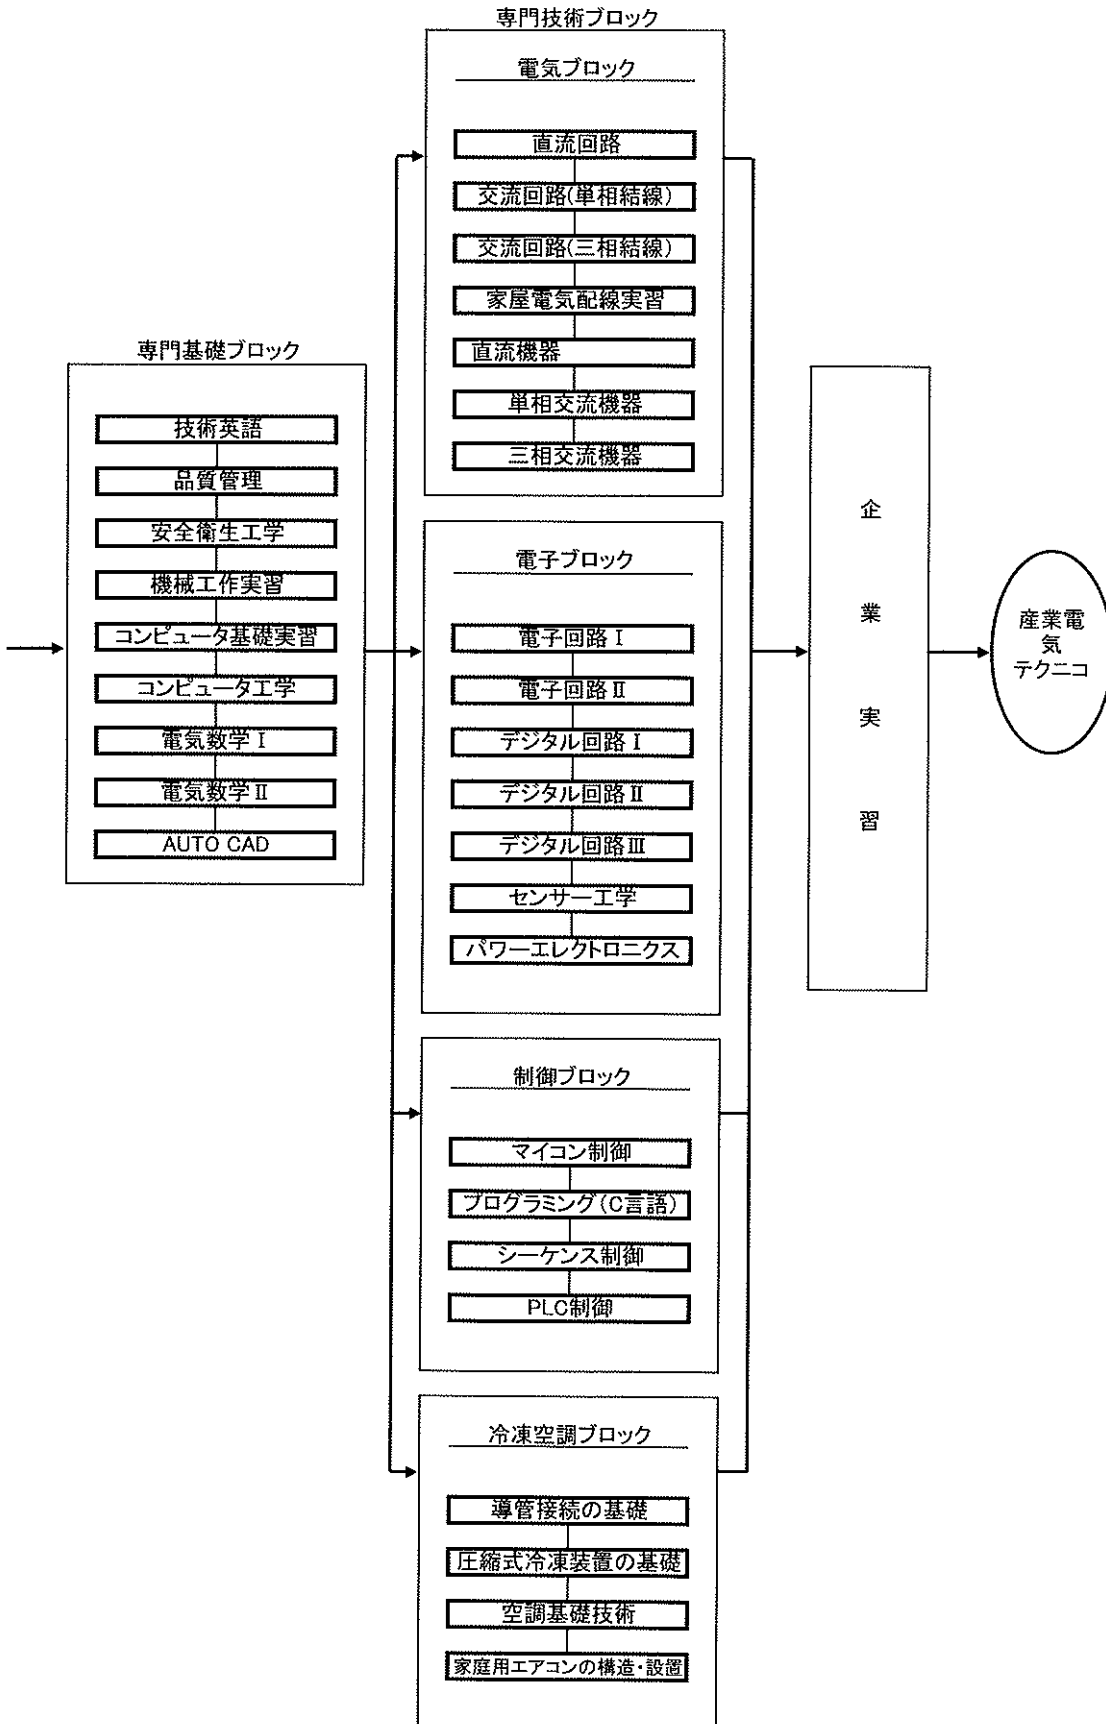 専門基礎ブロック
技術英語
品質管理
安全衛生工学
機械工作実習
コンピュータ基礎実習
コンピュータ工学
電気数学Ⅰ
電気数学Ⅱ
AUTO CAD
専門技術ブロック
電気ブロック
直流回路
交流回路(単相結線)
交流回路(三相結線)
家屋電気配線実習
直流機器
単相交流機器
三相交流機器
電子ブロック
電子回路Ⅰ
電子回路Ⅱ
デジタル回路Ⅰ
デジタル回路Ⅱ
デジタル回路Ⅲ
センサー工学
パワーエレクトロニクス
制御ブロック
マイコン制御
プログラミング(C言語)
シーケンス制御
PLC制御
冷凍空調ブロック
導管接続の基礎
圧縮式冷凍装置の基礎
空調基礎技術
家庭用エアコンの構造・設置
企業実習
産業電
気
テクニコ